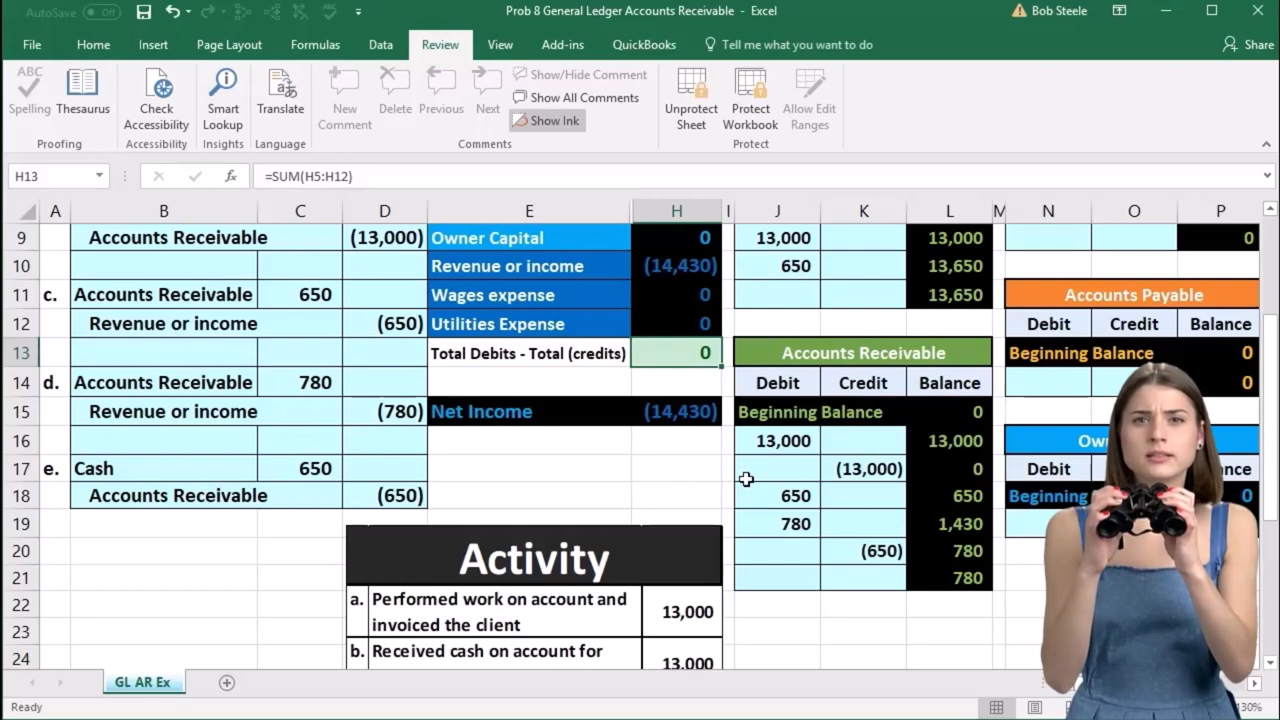 AutoSave Off Prob 8 General Ledger Accounts Receivable - Excel Bob Steele
File Home Insert Page Layout Formulas Data Review View Add-ins QuickBooks Tell me what you want to do Share
ABC
Spelling Thesaurus Check Accessibility Smart Lookup Translate New Comment Delete Previous Next Show/Hide Comment Show All Comments Show Ink Unprotect Sheet Protect Workbook Allow Edit Ranges
Proofing Accessibility Insights Language Comments Protect
H13 fx =SUM(H5:H12)
A B C D E H I J K L M N O P
9 Accounts Receivable (13,000) Owner Capital 0 13,000 13,000 0
10 Revenue or income (14,430) 650 13,650
11 c. Accounts Receivable 650 Wages expense 0 13,650 Accounts Payable
12 Revenue or income (650) Utilities Expense 0 Debit Credit Balance
13 Total Debits - Total (credits) 0 Accounts Receivable Beginning Balance 0
14 d. Accounts Receivable 780 Debit Credit Balance 0
15 Revenue or income (780) Net Income (14,430) Beginning Balance 0
16 13,000 13,000
17 e. Cash 650 (13,000) 0 Debit
18 Accounts Receivable (650) 650 650 Beginning 0
19 780 1,430
20 Activity (650) 780
21 780
22 a. Performed work on account and 13,000
23 invoiced the client
24 b. Received cash on account for 13,000
GL AR Ex
Ready 130%